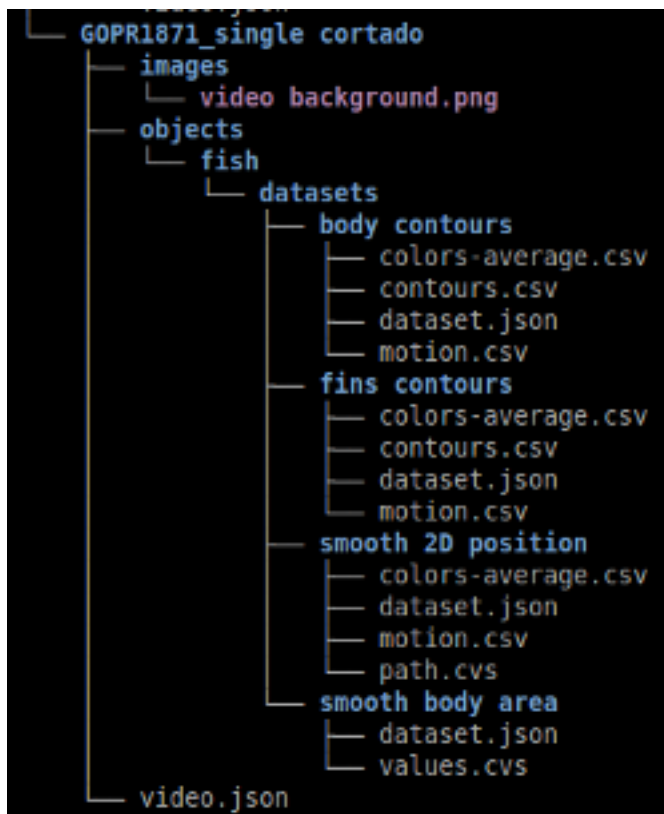 GOPR1871_single cortado
images
video background.png
objects
fish
datasets
body contours
colors-average.csv
contours.csv
dataset.json
motion.csv
fins contours
colors-average.csv
contours.csv
dataset.json
motion.csv
smooth 2D position
colors-average.csv
dataset.json
motion.csv
path.cvs
smooth body area
dataset.json
values.cvs
video.json